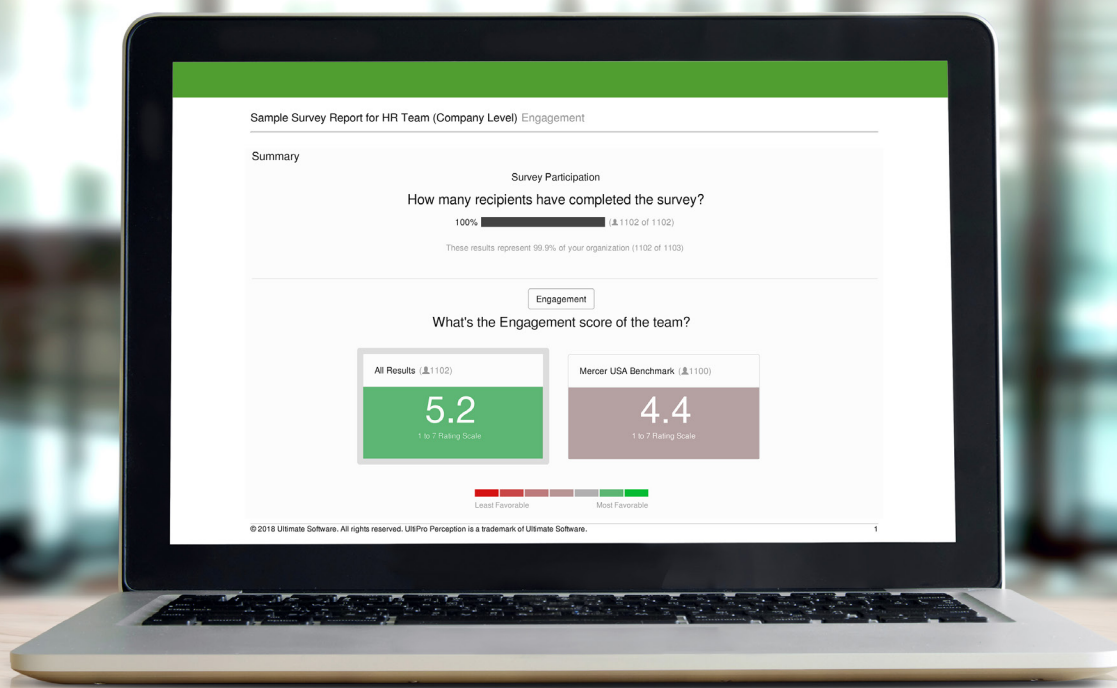 Sample Survey Report for HR Team (Company Level) Engagement
Summary
Survey Participation
How many recipients have completed the survey?
100% (1102 of 1102)
These results represent 99.9% of your organization (1102 of 1103)
Engagement
What's the Engagement score of the team?
All Results (1102)
5.2
1 to 7 Rating Scale
Mercer USA Benchmark (1100)
4.4
1 to 7 Rating Scale
Least Favorable Most Favorable
© 2018 Ultimate Software. All rights reserved. UltiPro Perception is a trademark of Ultimate Software. 1